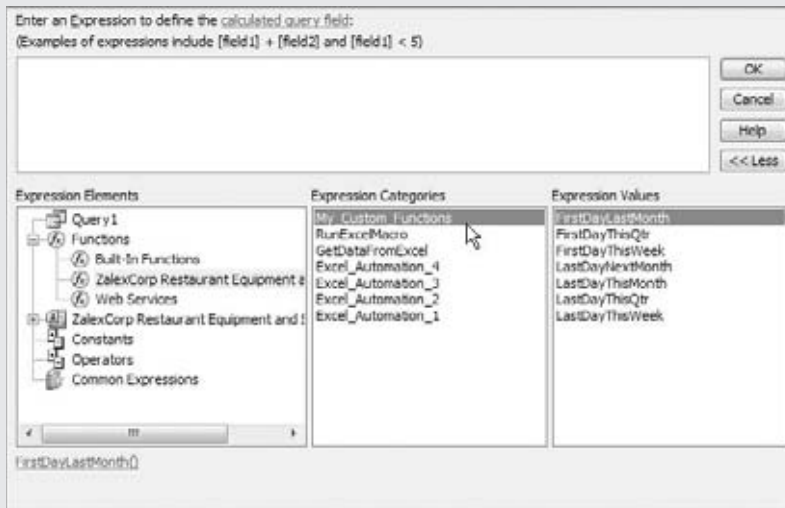 Enter an Expression to define the calculated query field:
(Examples of expressions include [field1] + [field2] and [field1] < 5)
OK
Cancel
Help
<< Less
Expression Elements
Query1
Functions
Built-In Functions
ZalexCorp Restaurant Equipment a
Web Services
ZalexCorp Restaurant Equipment and S
Constants
Operators
Common Expressions
Expression Categories
My_Custom_Functions
RunExcelMacro
GetDataFromExcel
Excel_Automation_4
Excel_Automation_3
Excel_Automation_2
Excel_Automation_1
Expression Values
FirstDayLastMonth
FirstDayThisQtr
FirstDayThisWeek
LastDayNextMonth
LastDayThisMonth
LastDayThisQtr
LastDayThisWeek
FirstDayLastMonth()